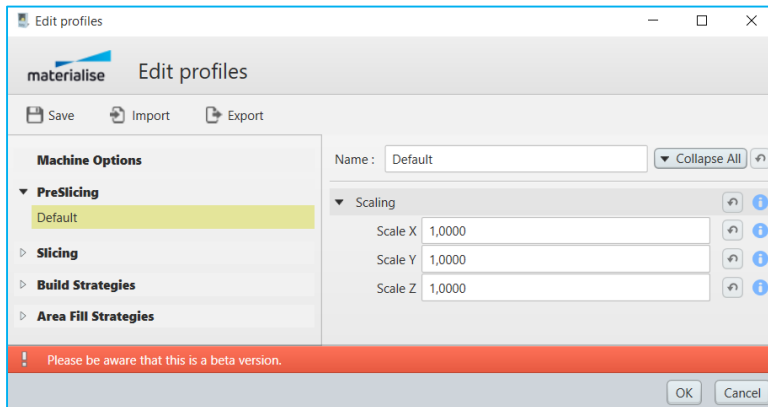 Edit profiles
materialise Edit profiles
Save Import Export
Machine Options
PreSlicing
Default
Slicing
Build Strategies
Area Fill Strategies
Name : Default Collapse All
Scaling
Scale X 1,0000
Scale Y 1,0000
Scale Z 1,0000
! Please be aware that this is a beta version.
OK Cancel